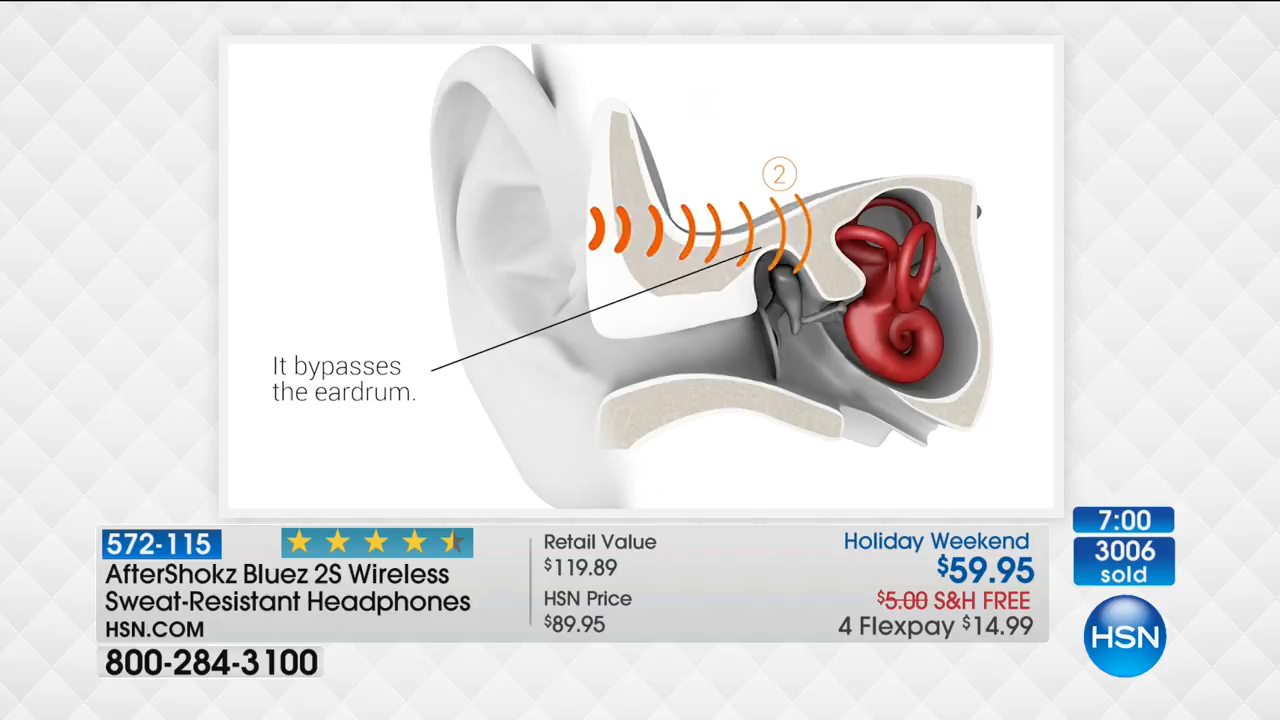 2
It bypasses
the eardrum.
572-115
AfterShokz Bluez 2S Wireless
Sweat-Resistant Headphones
HSN.COM
800-284-3100
Retail Value
$119.89
HSN Price
$89.95
Holiday Weekend
$59.95
$5.00 S&H FREE
4 Flexpay $14.99
7:00
3006
sold
HSN